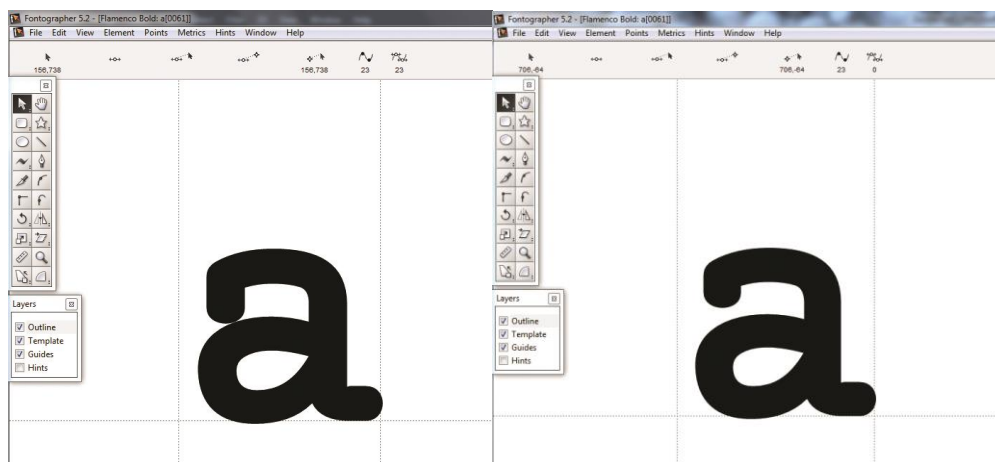 Fontographer 5.2 - [Flamenco Bold: a[0061]]
File Edit View Element Points Metrics Hints Window Help
156,738 156,738 23 23
Layers
Outline
Template
Guides
Hints
a
Fontographer 5.2 - [Flamenco Bold: a[0061]]
File Edit View Element Points Metrics Hints Window Help
706,-64 706,-64 23 0
Layers
Outline
Template
Guides
Hints
a